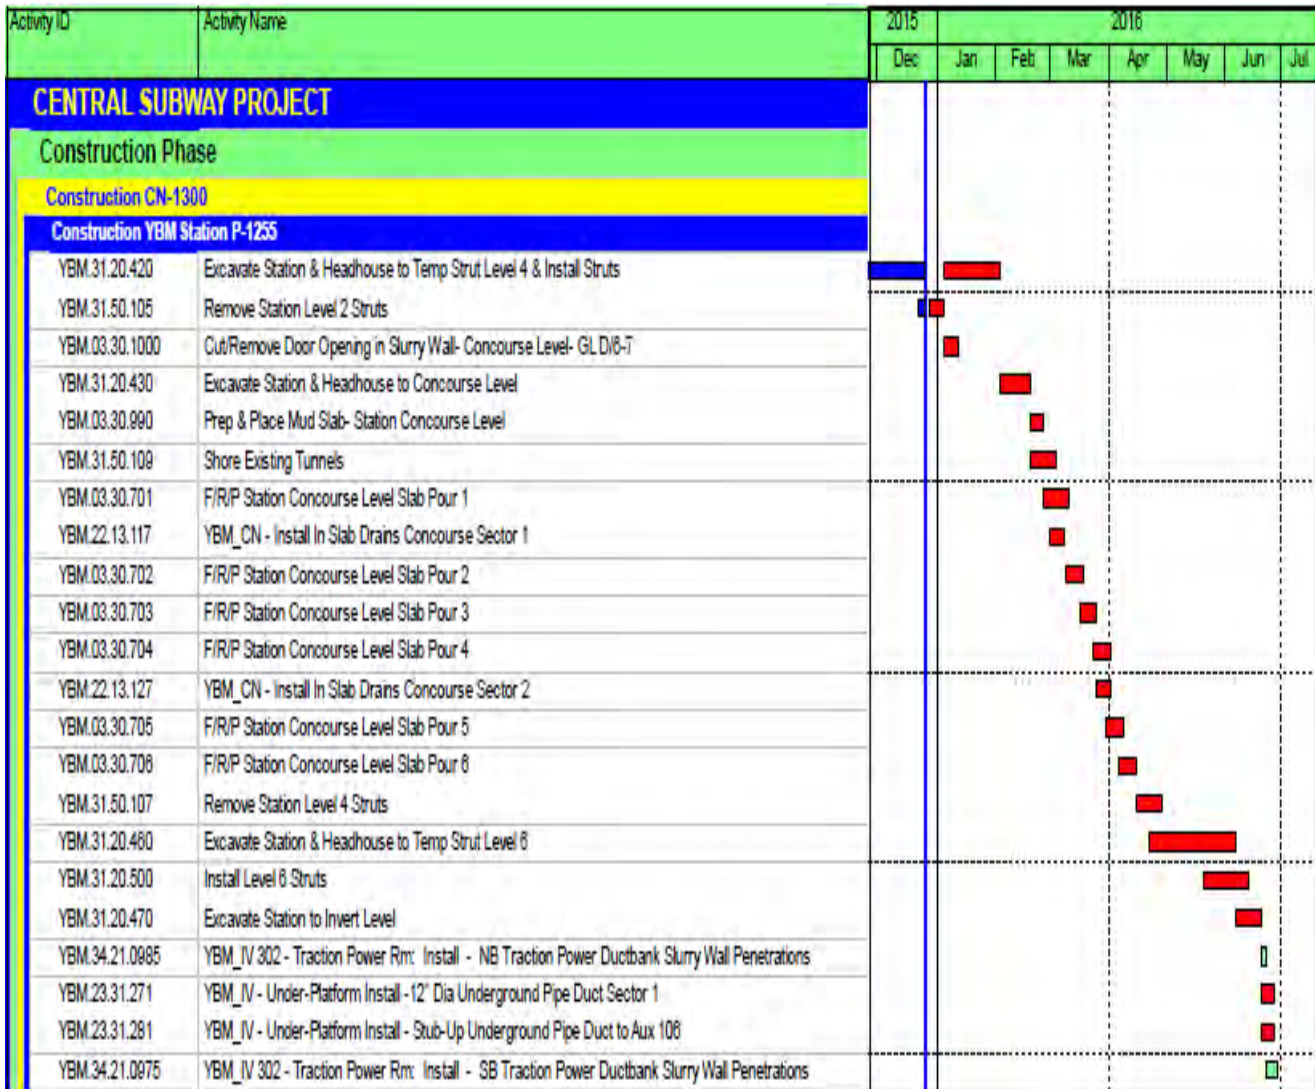 Activity ID Activity Name 2015 2016
Dec Jan Feb Mar Apr May Jun Jul
CENTRAL SUBWAY PROJECT
Construction Phase
Construction CN-1300
Construction YBM Station P-1255
YBM.31.20.420 Excavate Station & Headhouse to Temp Strut Level 4 & Install Struts
YBM.31.50.105 Remove Station Level 2 Struts
YBM.03.30.1000 Cut/Remove Door Opening in Slurry Wall- Concourse Level- GL D/6-7
YBM.31.20.430 Excavate Station & Headhouse to Concourse Level
YBM.03.30.990 Prep & Place Mud Slab- Station Concourse Level
YBM.31.50.109 Shore Existing Tunnels
YBM.03.30.701 F/R/P Station Concourse Level Slab Pour 1
YBM.22.13.117 YBM_CN - Install In Slab Drains Concourse Sector 1
YBM.03.30.702 F/R/P Station Concourse Level Slab Pour 2
YBM.03.30.703 F/R/P Station Concourse Level Slab Pour 3
YBM.03.30.704 F/R/P Station Concourse Level Slab Pour 4
YBM.22.13.127 YBM_CN - Install In Slab Drains Concourse Sector 2
YBM.03.30.705 F/R/P Station Concourse Level Slab Pour 5
YBM.03.30.706 F/R/P Station Concourse Level Slab Pour 6
YBM.31.50.107 Remove Station Level 4 Struts
YBM.31.20.460 Excavate Station & Headhouse to Temp Strut Level 6
YBM.31.20.500 Install Level 6 Struts
YBM.31.20.470 Excavate Station to Invert Level
YBM.34.21.0985 YBM_IV 302 - Traction Power Rm: Install - NB Traction Power Ductbank Slurry Wall Penetrations
YBM.23.31.271 YBM_IV - Under-Platform Install -12" Dia Underground Pipe Duct Sector 1
YBM.23.31.281 YBM_IV - Under-Platform Install - Stub-Up Underground Pipe Duct to Aux 106
YBM.34.21.0975 YBM_IV 302 - Traction Power Rm: Install - SB Traction Power Ductbank Slurry Wall Penetrations